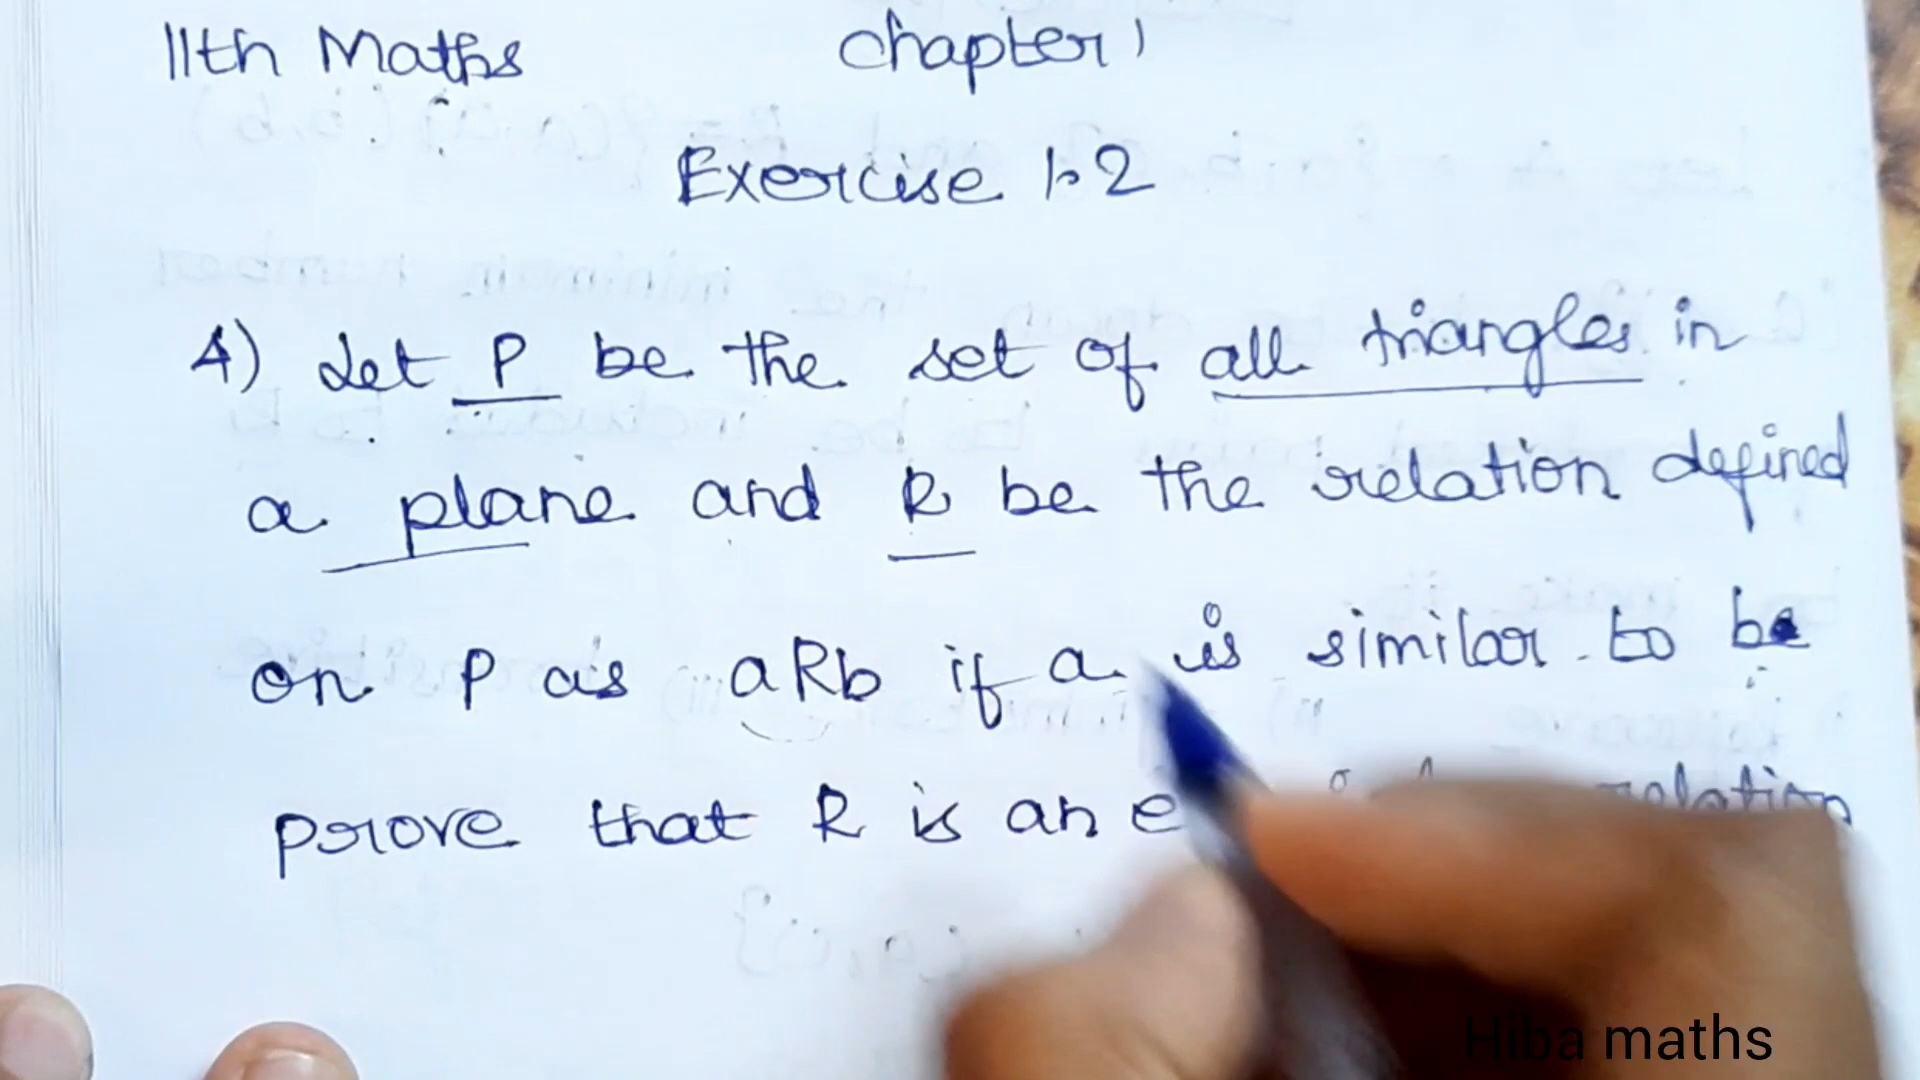 11th Maths chapter 1
Exercise 1.2
4) Let P be the set of all triangles in
a plane and R be the relation defined
on P as aRb if a is similar to b
prove that R is an relation
Hiba maths